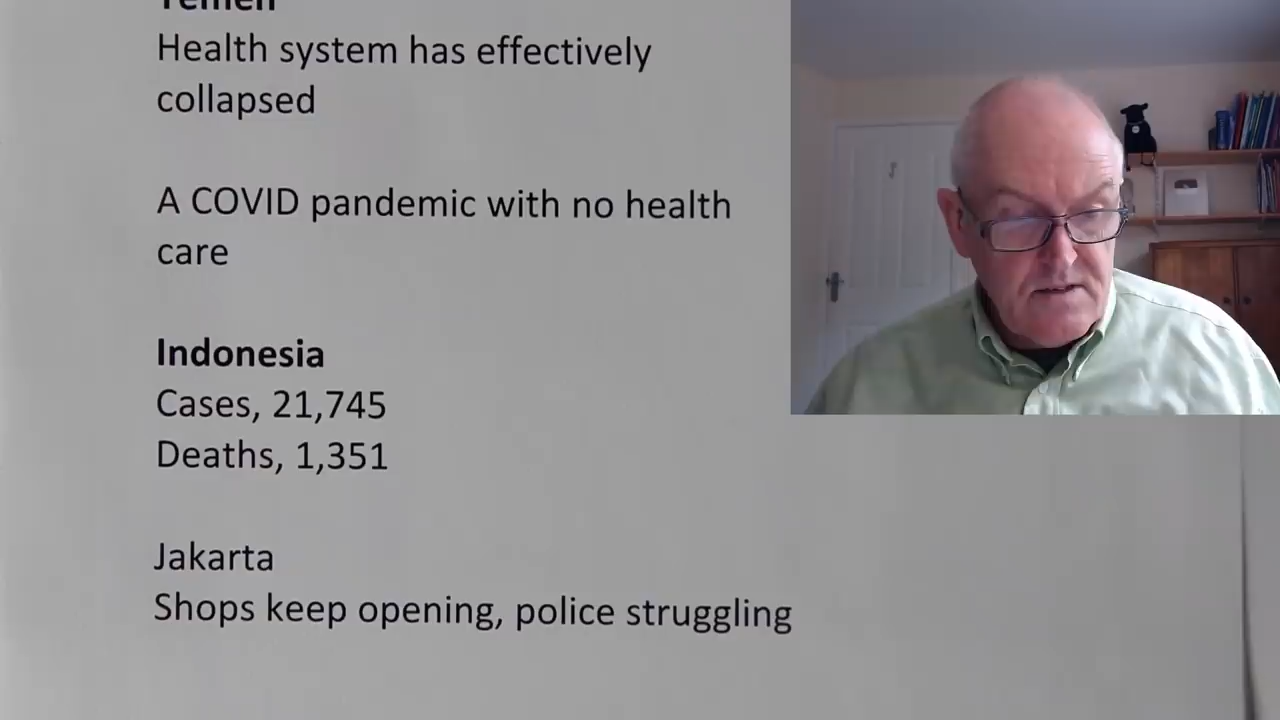 Yemen
Health system has effectively
collapsed
A COVID pandemic with no health
care
Indonesia
Cases, 21,745
Deaths, 1,351
Jakarta
Shops keep opening, police struggling